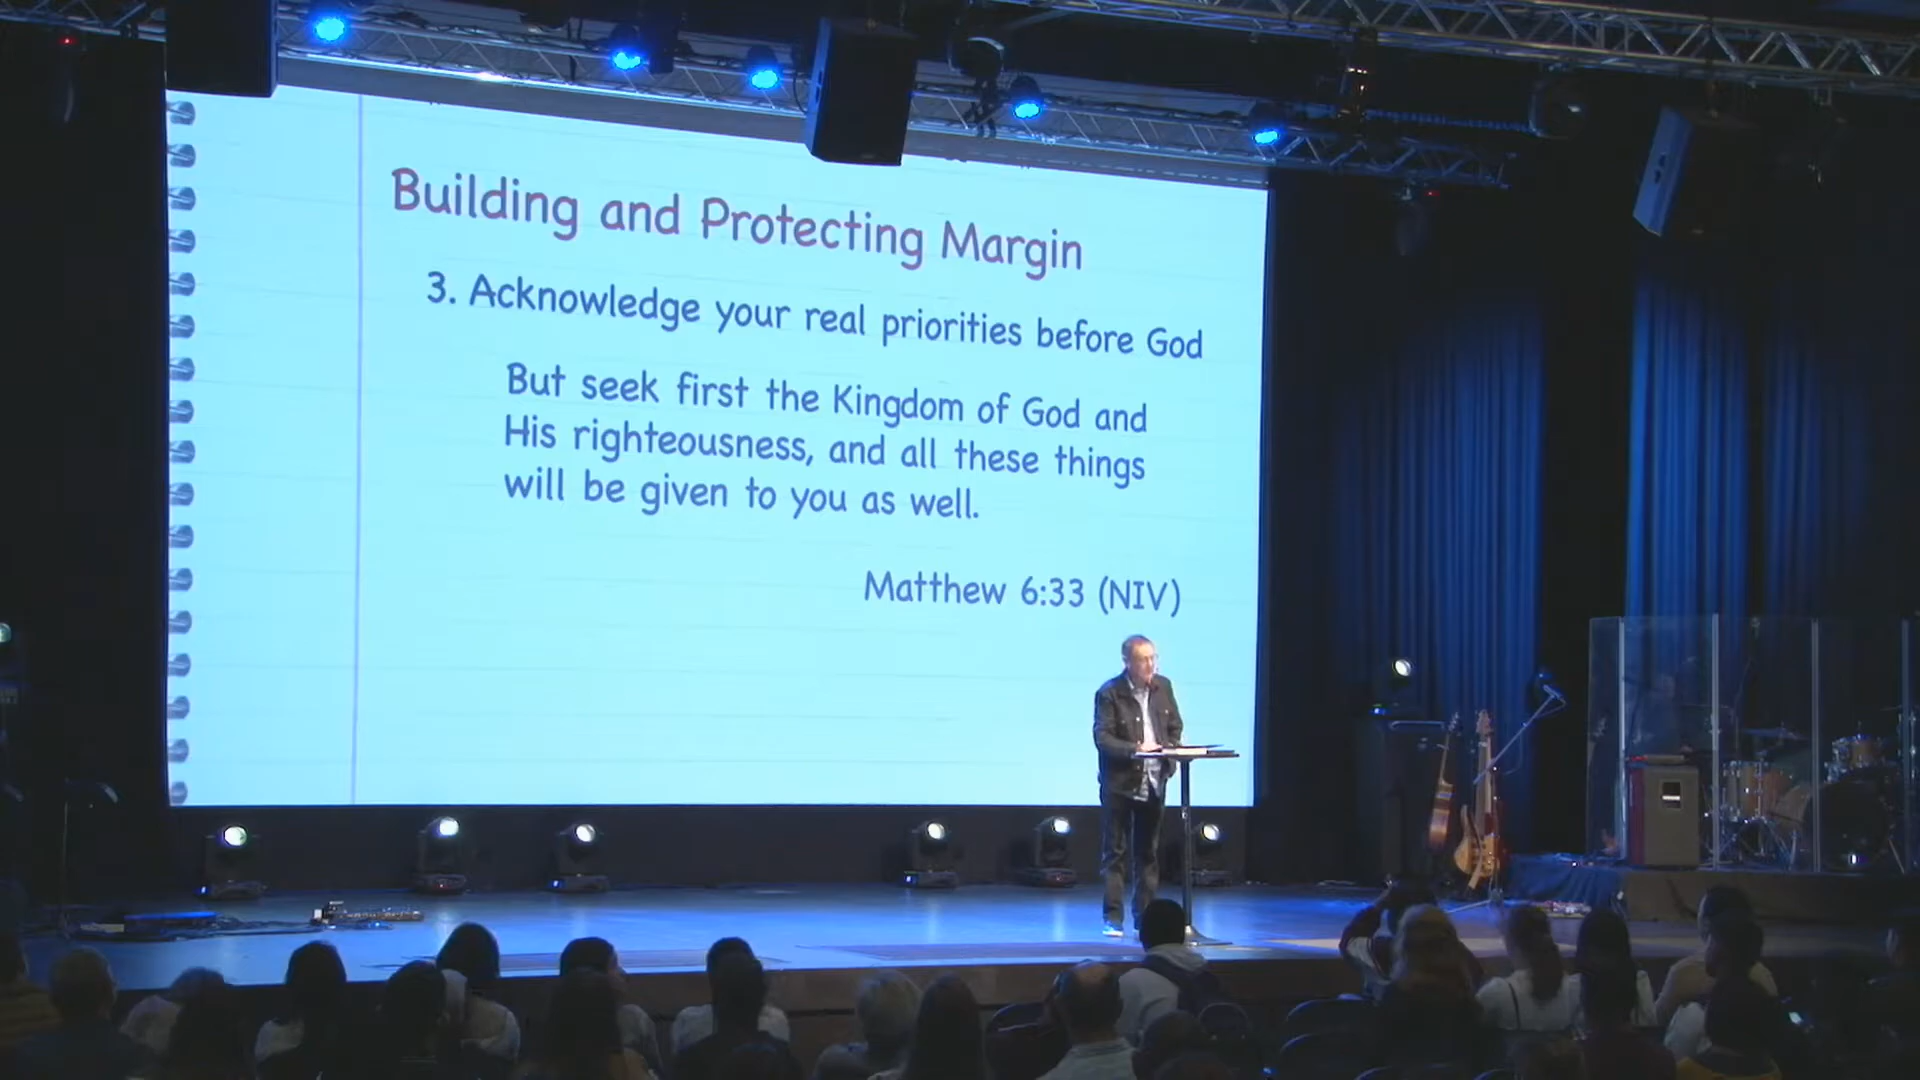 Building and Protecting Margin
3. Acknowledge your real priorities before God
But seek first the Kingdom of God and
His righteousness, and all these things
will be given to you as well.
Matthew 6:33 (NIV)